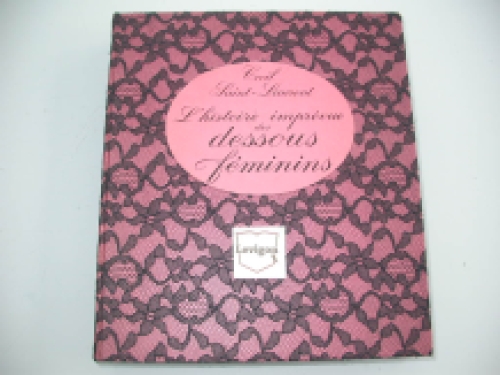 Cecil
Saint-Laurent
L'histoire imprévue
des
dessous
féminins